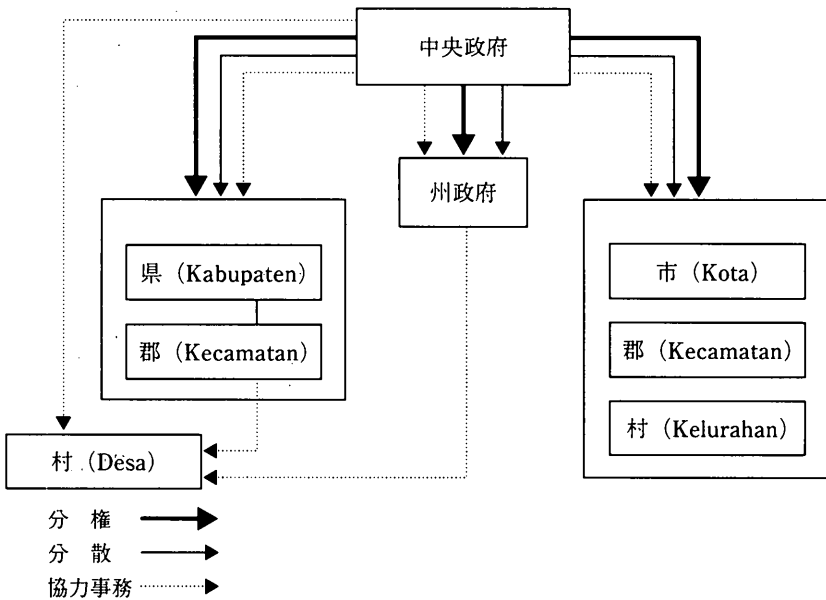 中央政府
州政府
県 (Kabupaten)
郡 (Kecamatan)
市 (Kota)
郡 (Kecamatan)
村 (Kelurahan)
村 (Desa)
分 権
分 散
協力事務